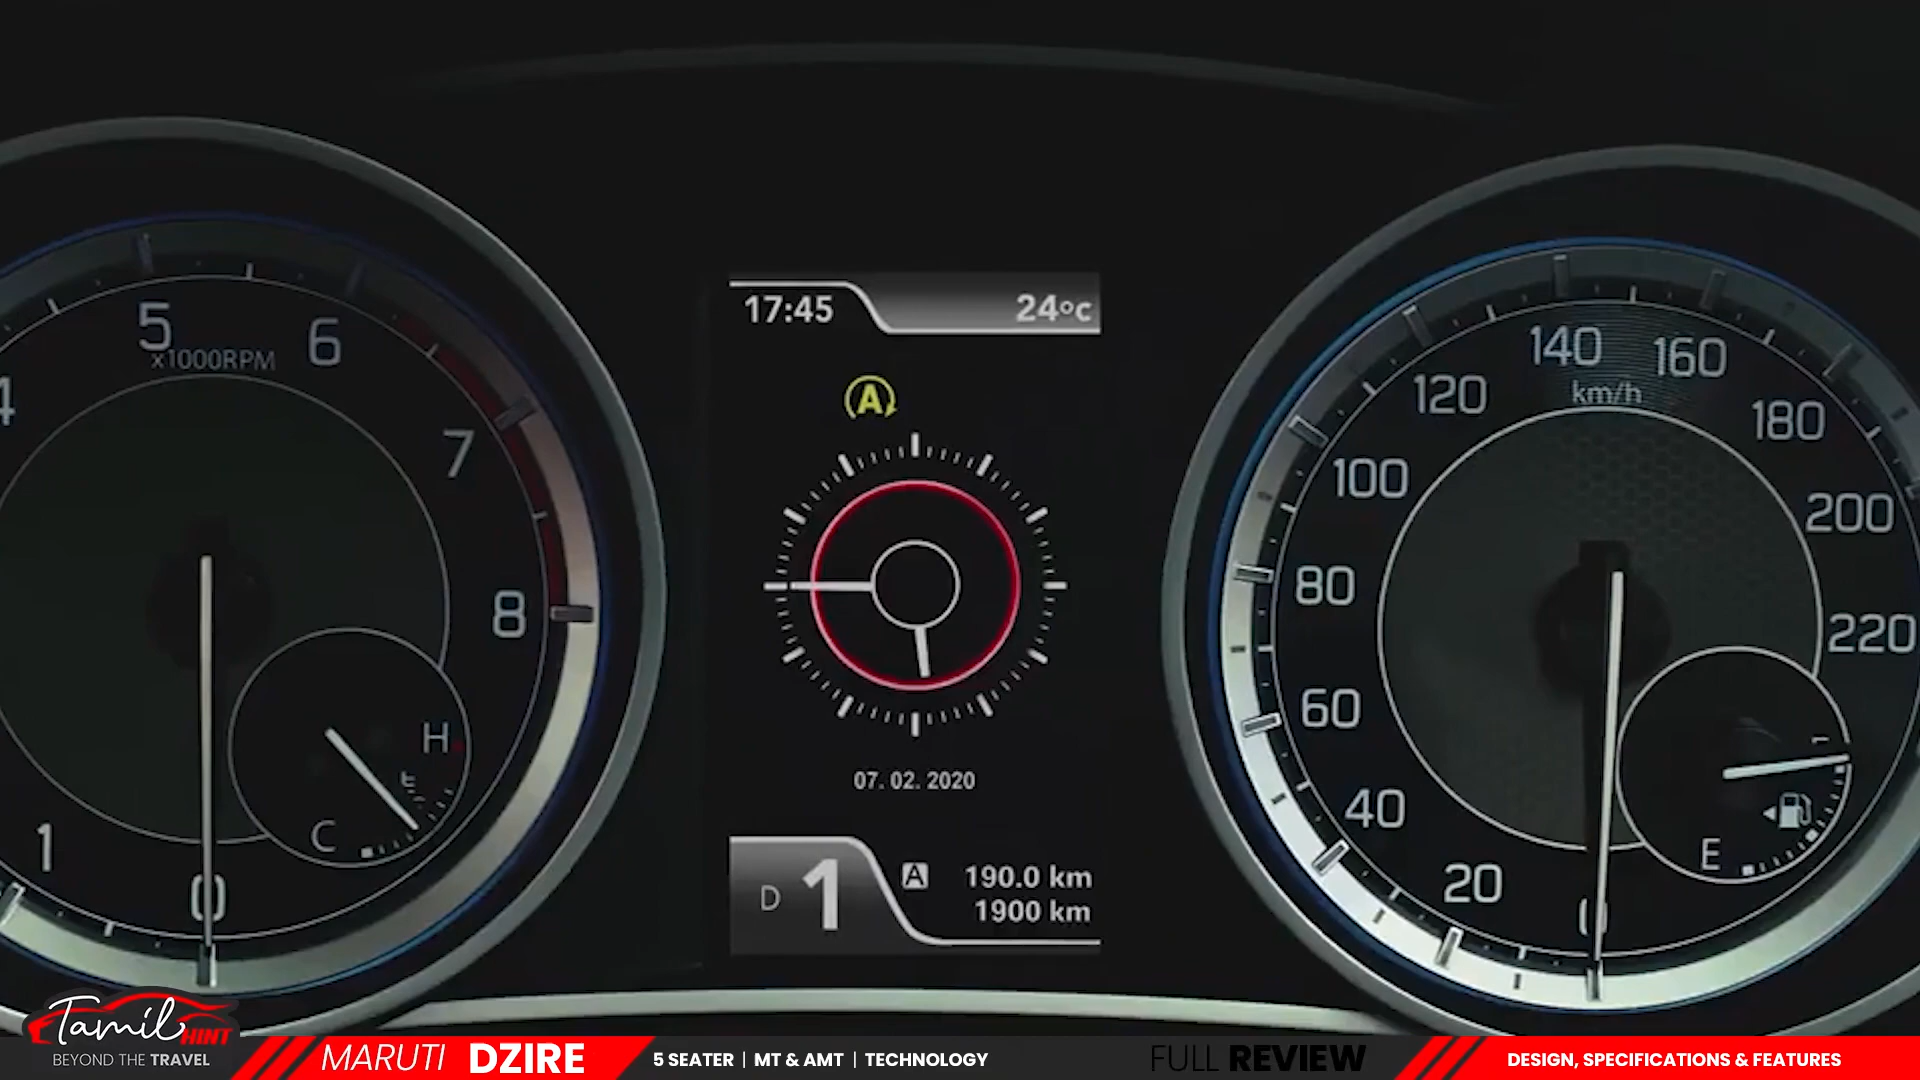 17:45
24°C
5
6
x1000RPM
4
7
8
H
C
1
0
07. 02. 2020
D
1
A
190.0 km
1900 km
A
140
160
km/h
120
180
100
200
80
220
60
40
E
20
0
Tamil HINT
BEYOND THE TRAVEL
MARUTI DZIRE
5 SEATER | MT & AMT | TECHNOLOGY
FULL REVIEW
DESIGN, SPECIFICATIONS & FEATURES